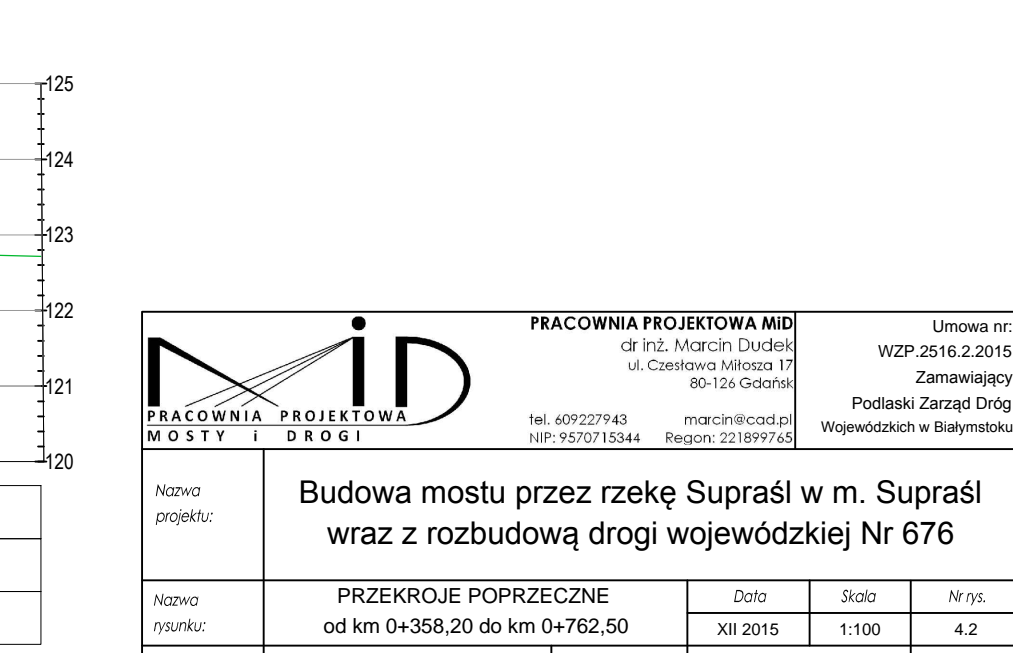 125
124
123
122
121
120
MiD
PRACOWNIA PROJEKTOWA
MOSTY i DROGI
PRACOWNIA PROJEKTOWA MiD
dr inż. Marcin Dudek
ul. Czesława Miłosza 17
80-126 Gdańsk
tel. 609227943 marcin@cad.pl
NIP: 9570715344 Regon: 221899765
Umowa nr:
WZP.2516.2.2015
Zamawiający
Podlaski Zarząd Dróg
Wojewódzkich w Białymstoku
Nazwa
projektu:
Budowa mostu przez rzekę Supraśl w m. Supraśl
wraz z rozbudową drogi wojewódzkiej Nr 676
Nazwa
rysunku:
PRZEKROJE POPRZECZNE
od km 0+358,20 do km 0+762,50
Data Skala Nr rys.
XII 2015 1:100 4.2